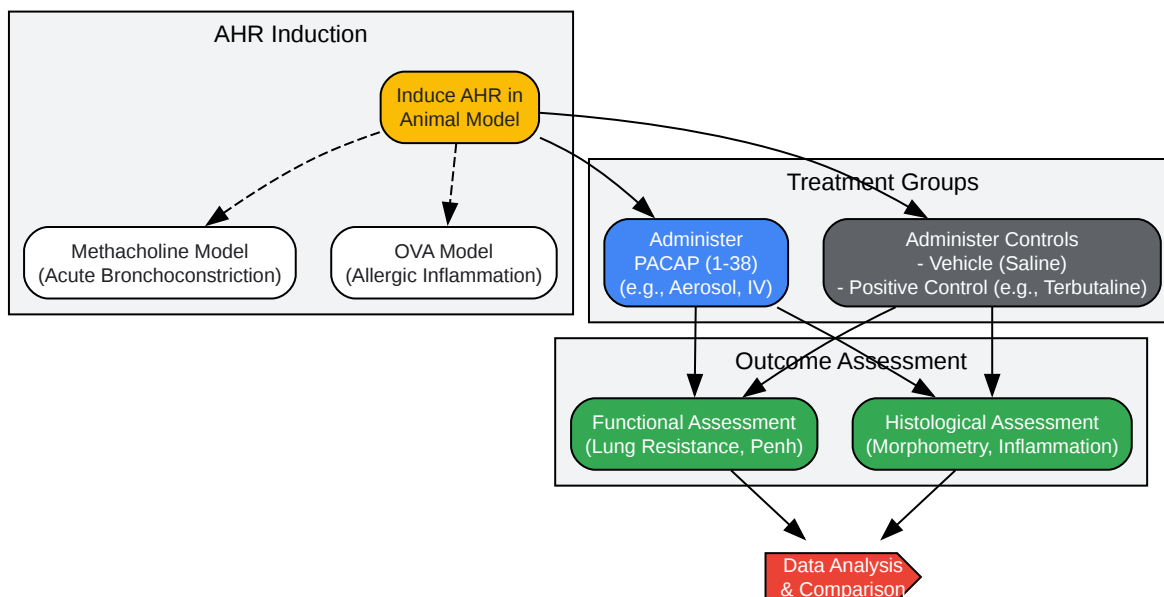 AHR Induction
Induce AHR in
Animal Model
Methacholine Model
(Acute Bronchoconstriction)
OVA Model
(Allergic Inflammation)
Treatment Groups
Administer
PACAP (1-38)
(e.g., Aerosol, IV)
Administer Controls
- Vehicle (Saline)
- Positive Control (e.g., Terbutaline)
Outcome Assessment
Functional Assessment
(Lung Resistance, Penh)
Histological Assessment
(Morphometry, Inflammation)
Data Analysis
& Comparison